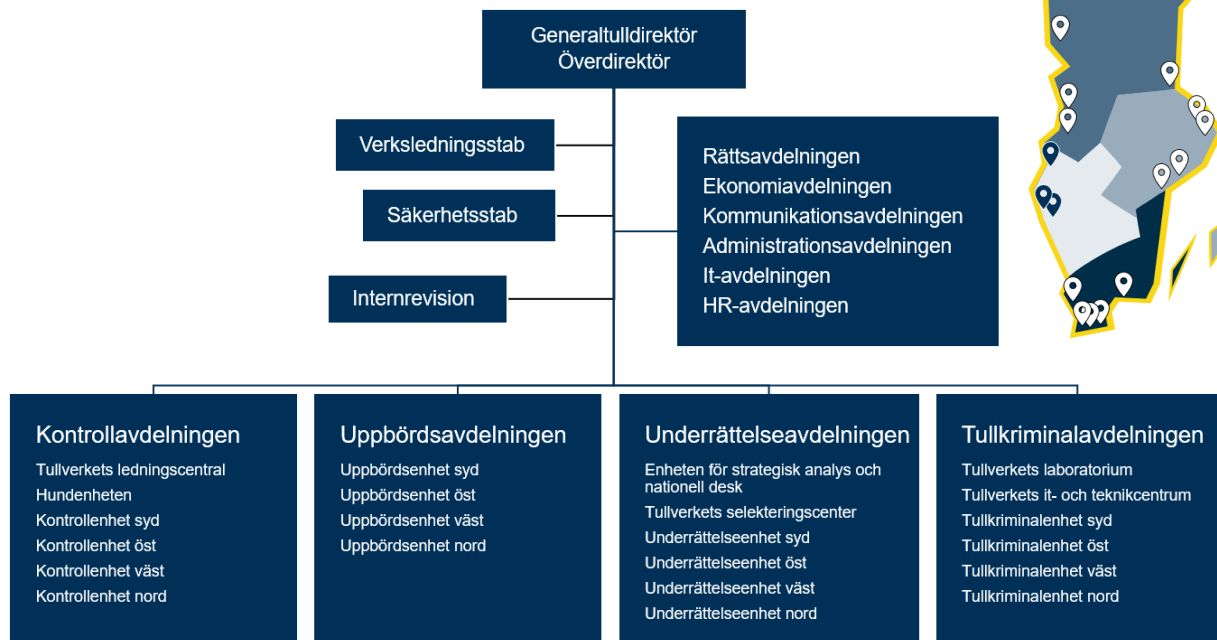 Generaltulldirektör
Överdirektör
Verksledningsstab
Säkerhetsstab
Internrevision
Rättsavdelningen
Ekonomiavdelningen
Kommunikationsavdelningen
Administrationsavdelningen
It-avdelningen
HR-avdelningen
Kontrollavdelningen
Tullverkets ledningscentral
Hundenheten
Kontrollenhet syd
Kontrollenhet öst
Kontrollenhet väst
Kontrollenhet nord
Uppbördsavdelningen
Uppbördsenhet syd
Uppbördsenhet öst
Uppbördsenhet väst
Uppbördsenhet nord
Underrättelseavdelningen
Enheten för strategisk analys och
nationell desk
Tullverkets selekteringscenter
Underrättelseenhet syd
Underrättelseenhet öst
Underrättelseenhet väst
Underrättelseenhet nord
Tullkriminalavdelningen
Tullverkets laboratorium
Tullverkets it- och teknikcentrum
Tullkriminalenhet syd
Tullkriminalenhet öst
Tullkriminalenhet väst
Tullkriminalenhet nord